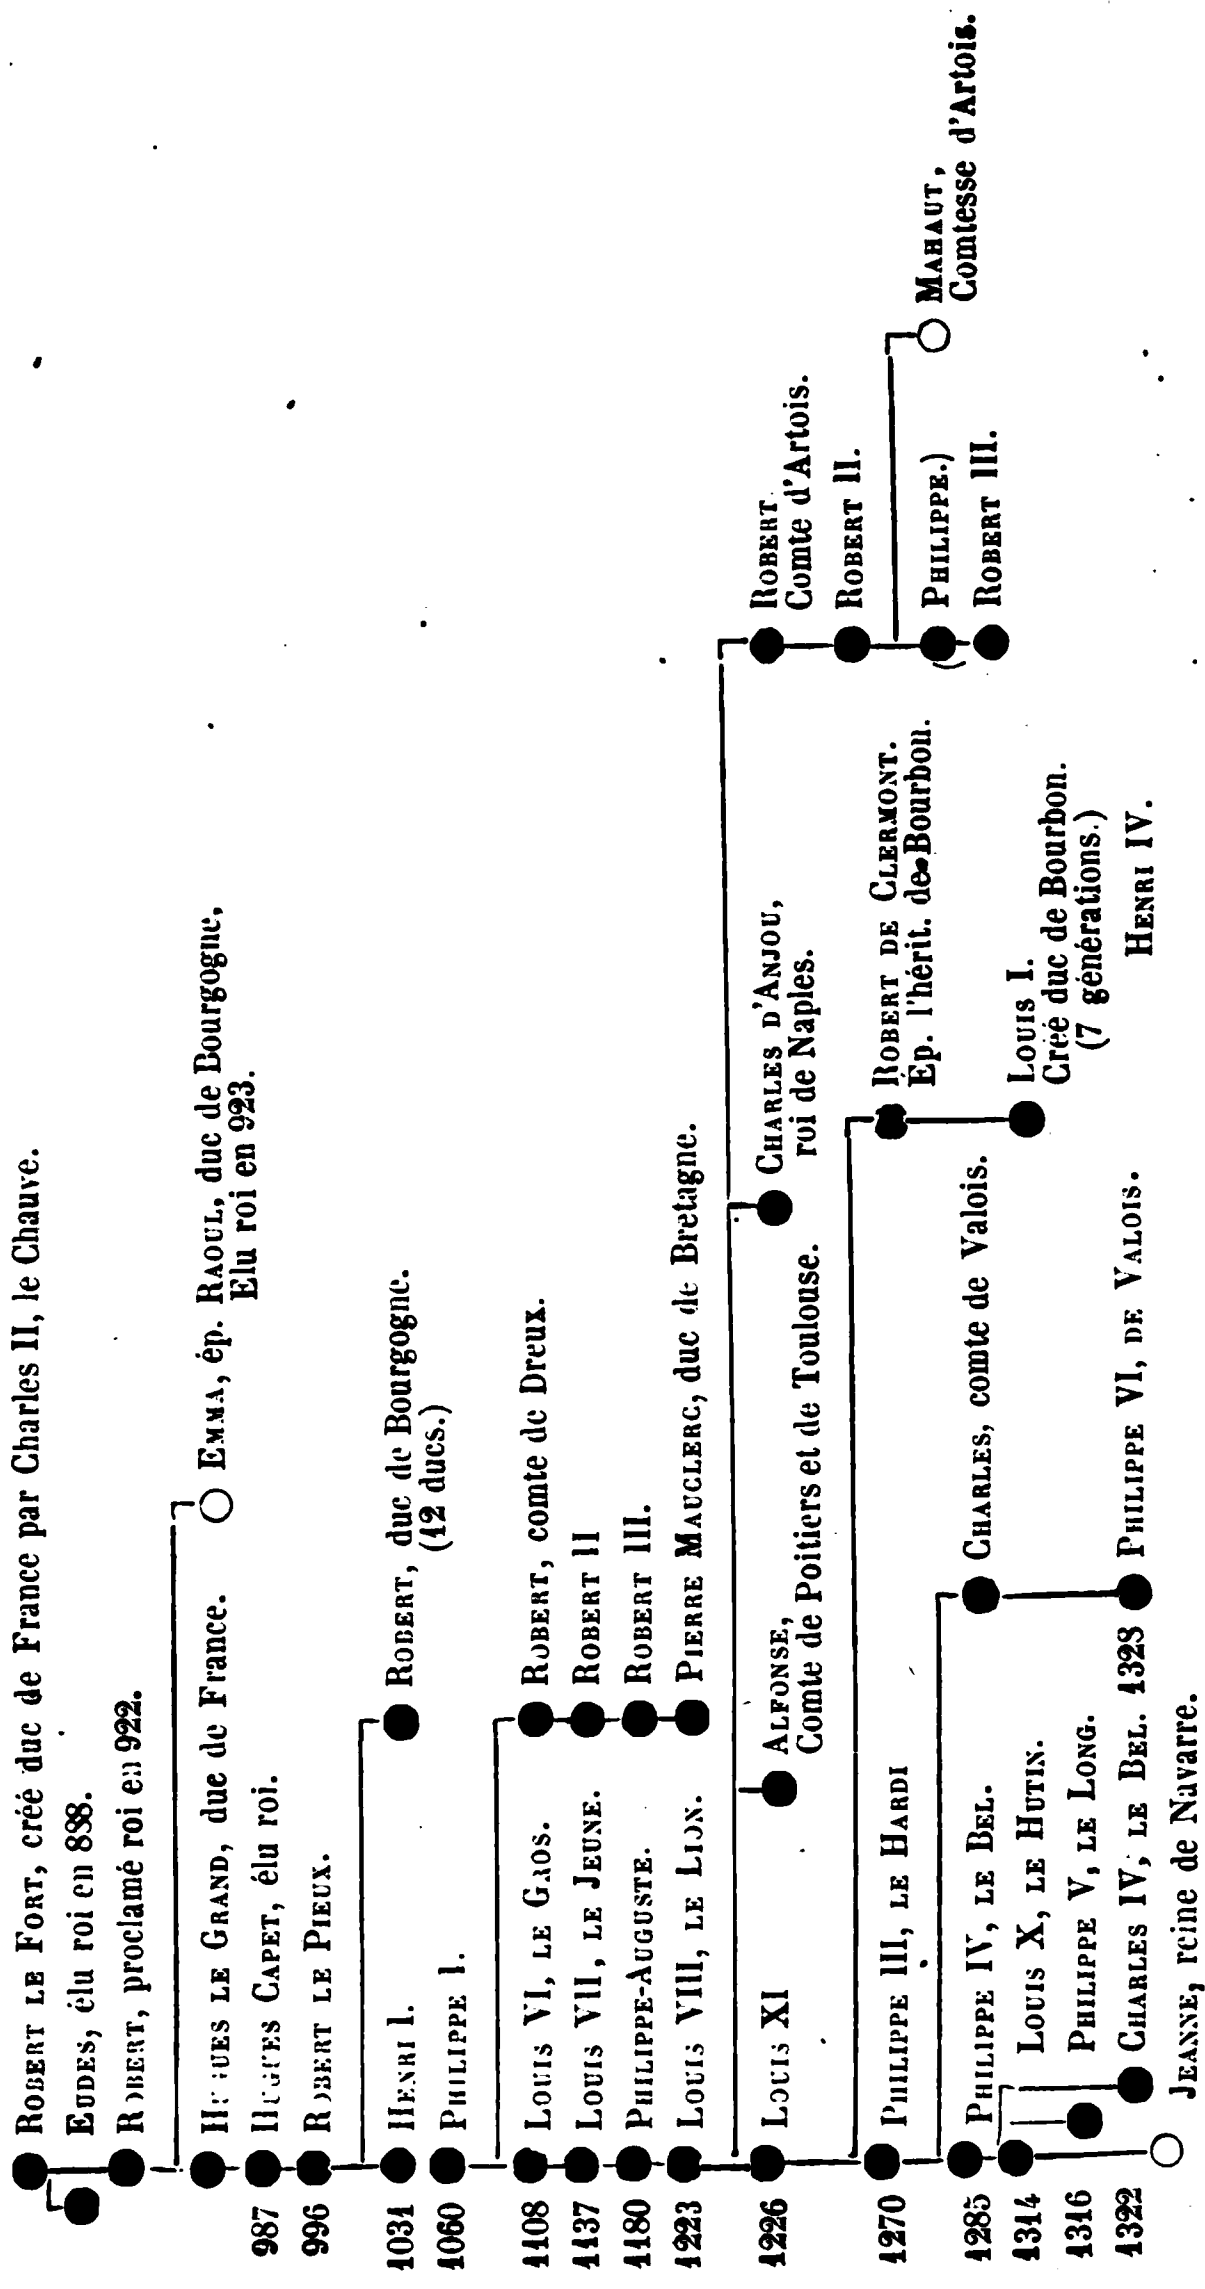 ROBERT LE FORT, créé duc de France par Charles II, le Chauve.
EUDES, élu roi en 888.
ROBERT, proclamé roi en 922.
HUGUES LE GRAND, duc de France.
EMMA, ép. RAOUL, duc de Bourgogne,
Elu roi en 923.
987 HUGUES CAPET, élu roi.
996 ROBERT LE PIEUX.
1031 HENRI I.
ROBERT, duc de Bourgogne.
(12 ducs.)
1060 PHILIPPE I.
1108 LOUIS VI, LE GROS.
ROBERT, comte de Dreux.
1137 LOUIS VII, LE JEUNE.
ROBERT II
1180 PHILIPPE-AUGUSTE.
ROBERT III.
1223 LOUIS VIII, LE LION.
PIERRE MAUCLERC, duc de Bretagne.
1226 LOUIS XI
ALFONSE,
Comte de Poitiers et de Toulouse.
CHARLES D'ANJOU,
roi de Naples.
ROBERT
Comte d'Artois.
ROBERT II.
PHILIPPE.)
ROBERT III.
MAHAUT,
Comtesse d'Artois.
1270 PHILIPPE III, LE HARDI
ROBERT DE CLERMONT.
Ép. l'hérit. de Bourbon.
LOUIS I.
Créé duc de Bourbon.
(7 générations.)
HENRI IV.
1285 PHILIPPE IV, LE BEL.
CHARLES, comte de Valois.
1314 LOUIS X, LE HUTIN.
1316 PHILIPPE V, LE LONG.
1322 CHARLES IV, LE BEL. 1328 PHILIPPE VI, DE VALOIS.
JEANNE, reine de Navarre.